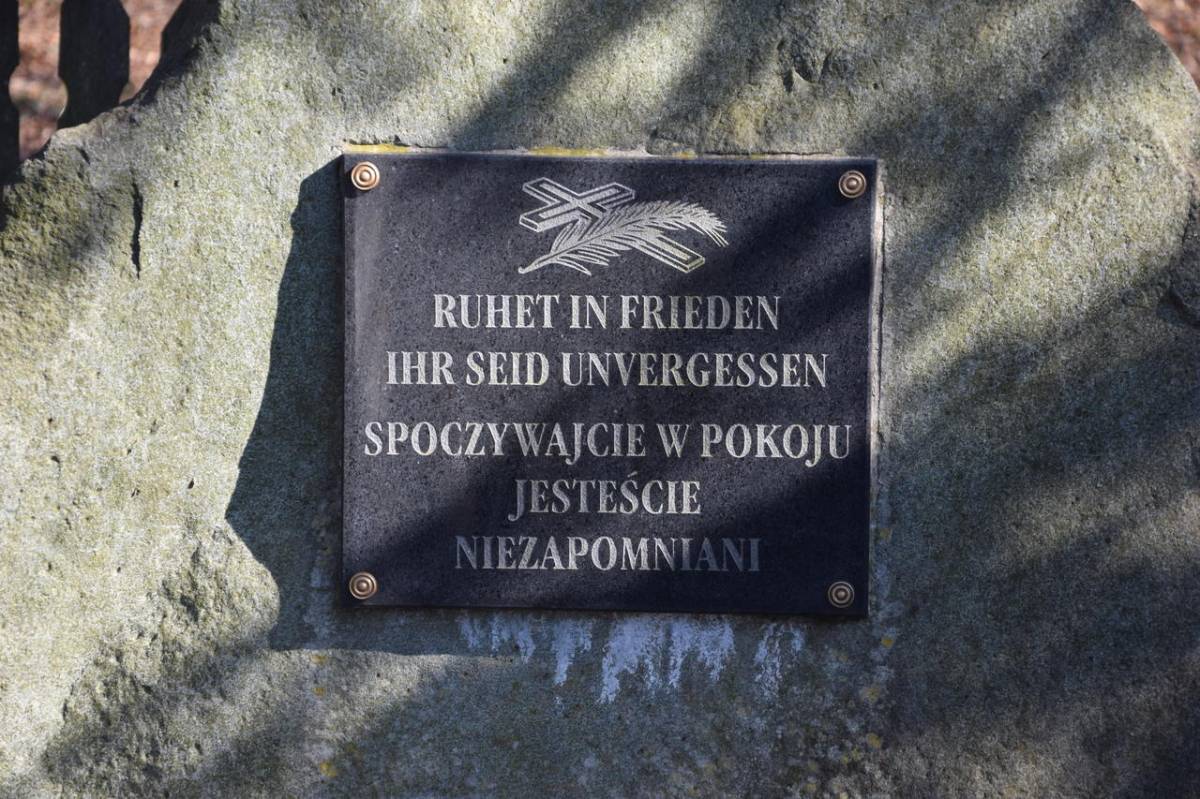 RUHET IN FRIEDEN
IHR SEID UNVERGESSEN
SPOCZYWAJCIE W POKOJU
JESTEŚCIE
NIEZAPOMNIANI